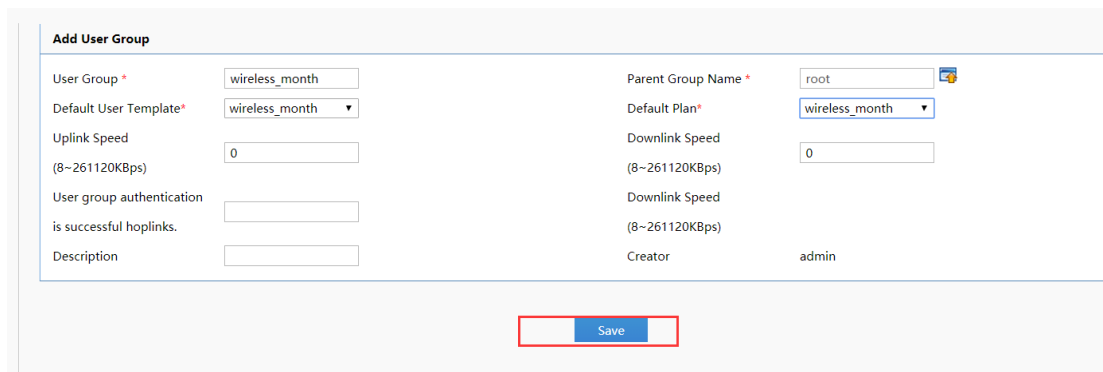 Add User Group
User Group * wireless_month Parent Group Name * root
Default User Template* wireless_month Default Plan* wireless_month
Uplink Speed
(8~261120KBps) 0
Downlink Speed
(8~261120KBps) 0
User group authentication
is successful hoplinks.
Downlink Speed
(8~261120KBps)
Description Creator admin
Save